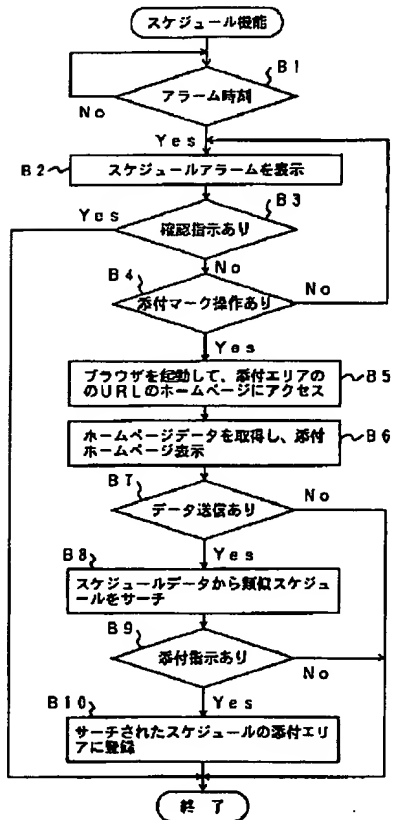 スケジュール機能
B1
アラーム時刻
No
Yes
B2
スケジュールアラームを表示
B3
Yes
確認指示あり
No
B4
添付マーク操作あり
No
Yes
ブラウザを起動して、添付エリアの
のURLのホームページにアクセス
B5
ホームページデータを取得し、添付
ホームページ表示
B6
B7
データ送信あり
No
Yes
B8
スケジュールデータから類似スケジュ
ールをサーチ
B9
添付指示あり
No
Yes
B10
サーチされたスケジュールの添付エリ
アに登録
終了